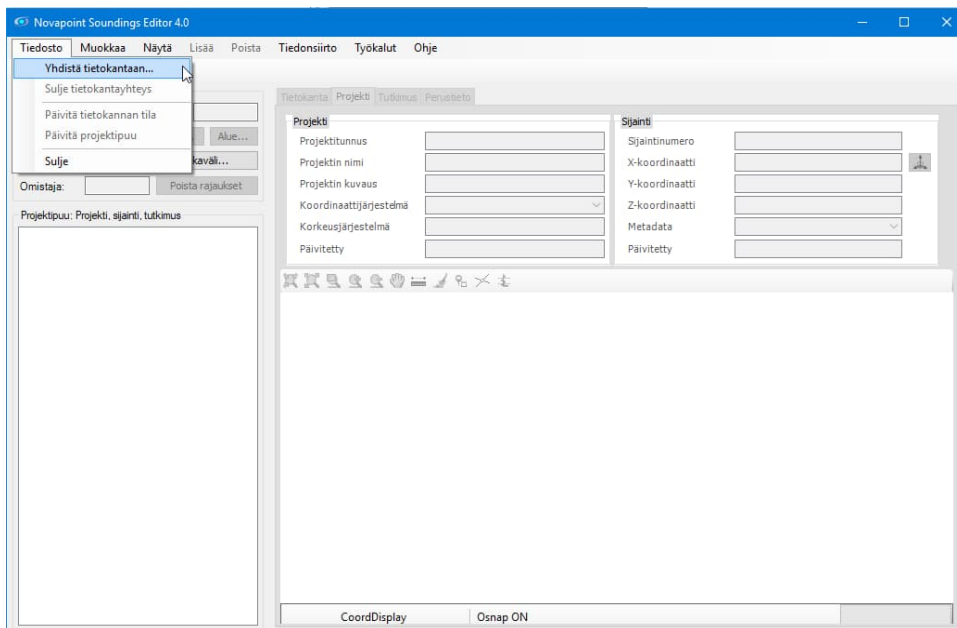 Novapoint Soundings Editor 4.0
Tiedosto Muokkaa Näytä Lisää Poista Tiedonsiirto Työkalut Ohje
Yhdistä tietokantaan...
Sulje tietokantayhteys
Päivitä tietokannan tila
Päivitä projektipuu
Sulje
Alue...
kaväli...
Omistaja:
Poista rajaukset
Projektipuu: Projekti, sijainti, tutkimus
Tietokanta Projekti Tutkimus Perustieto
Projekti
Projektitunnus
Projektin nimi
Projektin kuvaus
Koordinaattijärjestelmä
Korkeusjärjestelmä
Päivitetty
Sijainti
Sijaintinumero
X-koordinaatti
Y-koordinaatti
Z-koordinaatti
Metadata
Päivitetty
CoordDisplay
Osnap ON